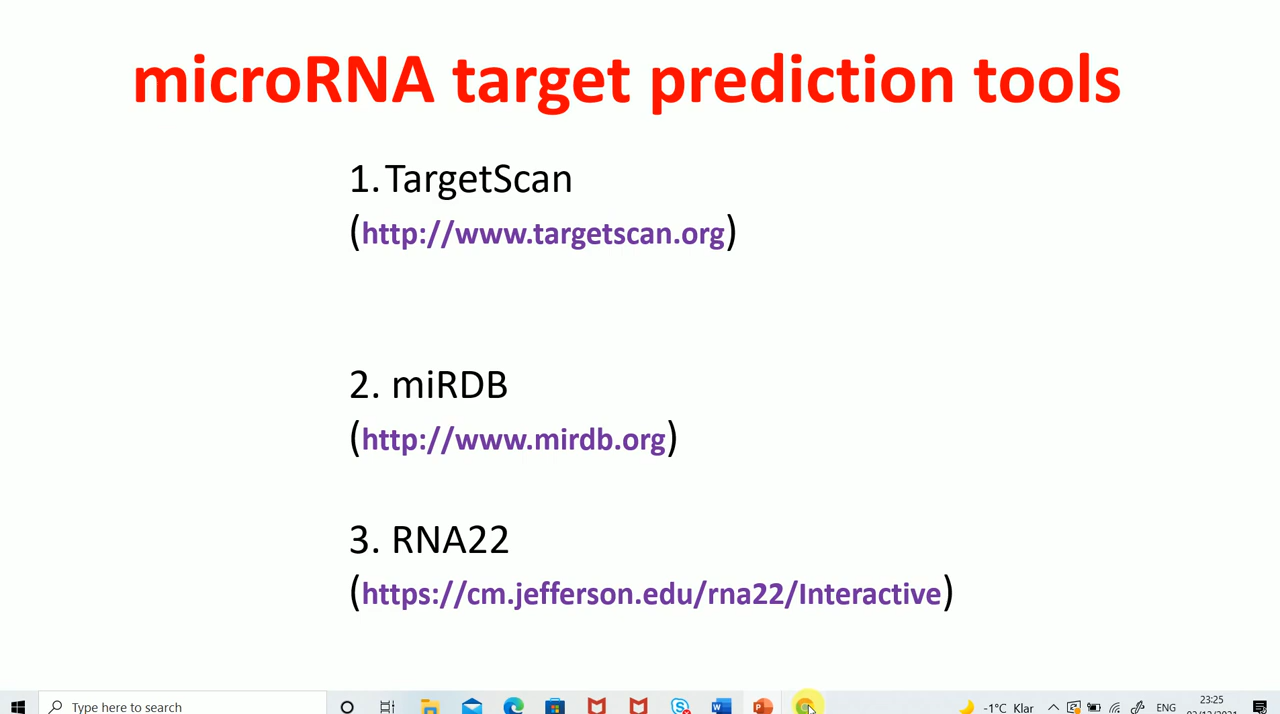 microRNA target prediction tools
1. TargetScan
(http://www.targetscan.org)
2. miRDB
(http://www.mirdb.org)
3. RNA22
(https://cm.jefferson.edu/rna22/Interactive)
Type here to search
-1°C Klar
ENG
23:25